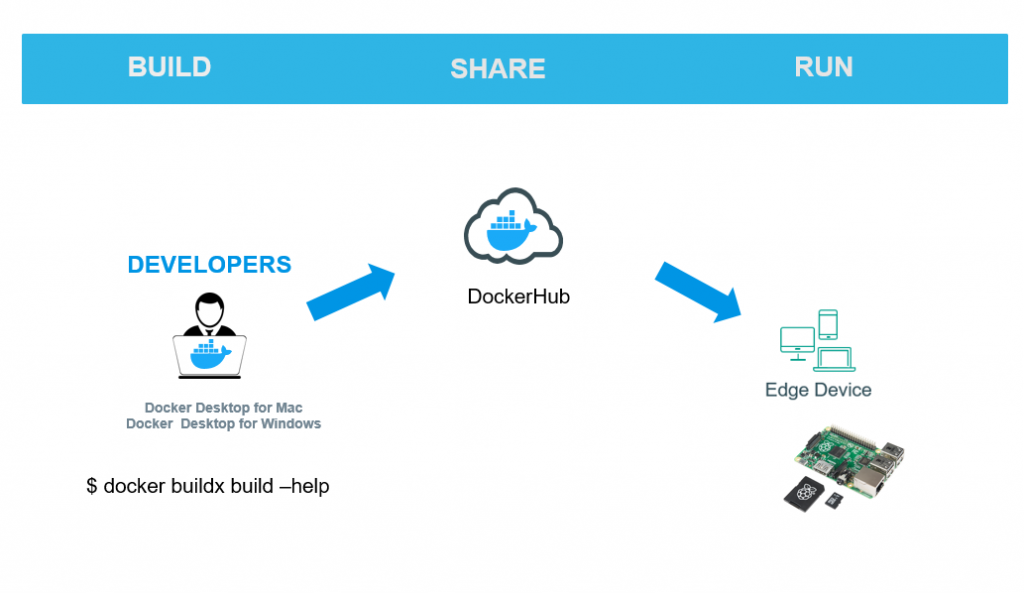 BUILD
SHARE
RUN
DEVELOPERS
DockerHub
Docker Desktop for Mac
Docker Desktop for Windows
Edge Device
$ docker buildx build –help